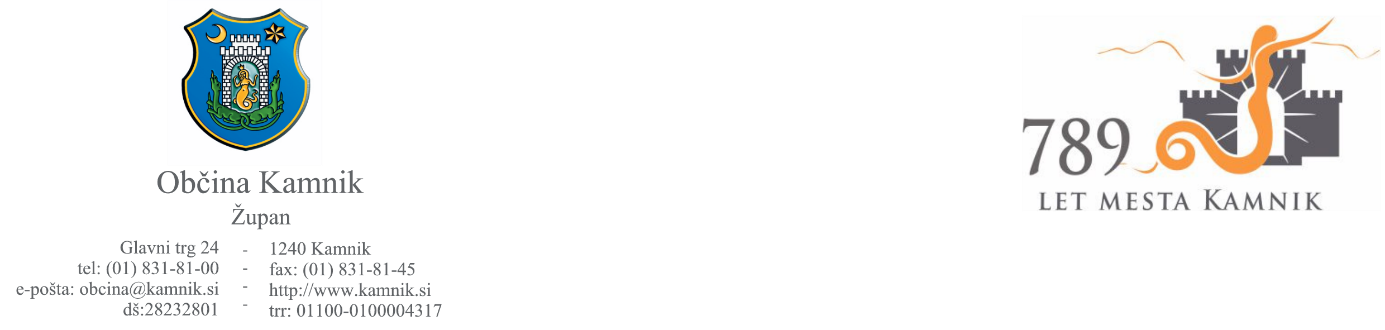 Občina Kamnik
Župan
Glavni trg 24 - 1240 Kamnik
tel: (01) 831-81-00 - fax: (01) 831-81-45
e-pošta: obcina@kamnik.si - http://www.kamnik.si
dš:28232801 - trr: 01100-0100004317
789
LET MESTA KAMNIK